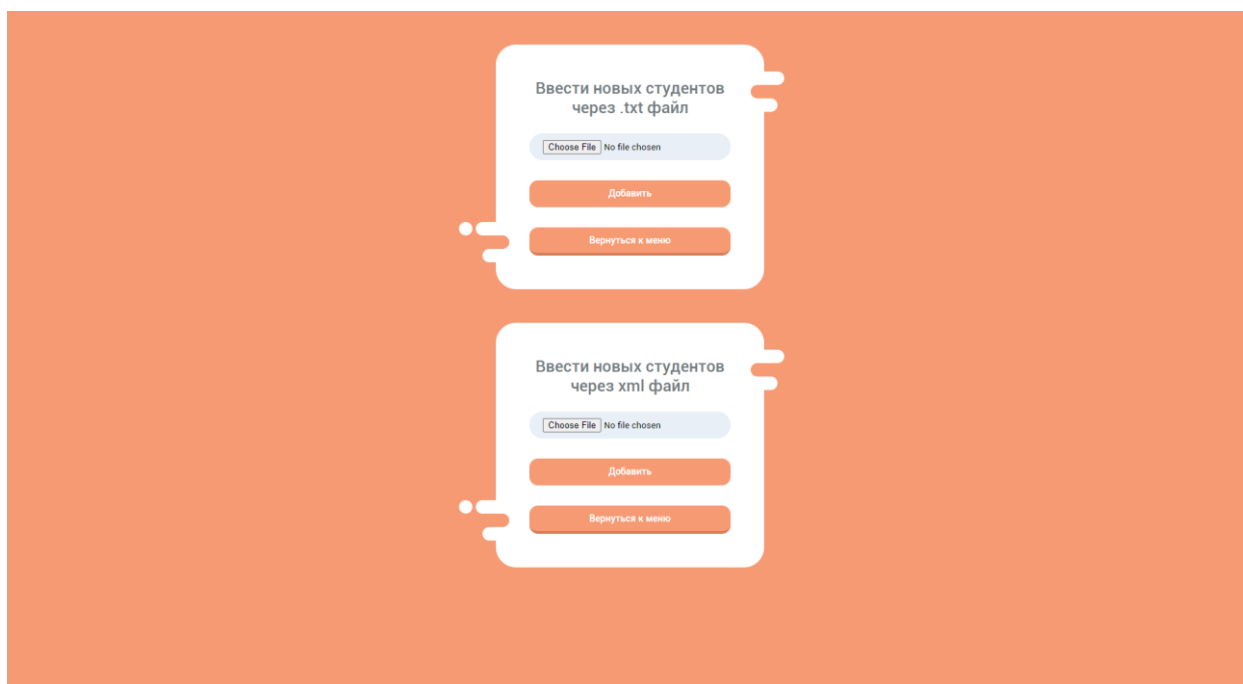 Ввести новых студентов
через .txt файл
Choose File No file chosen
Добавить
Вернуться к меню
Ввести новых студентов
через xml файл
Choose File No file chosen
Добавить
Вернуться к меню